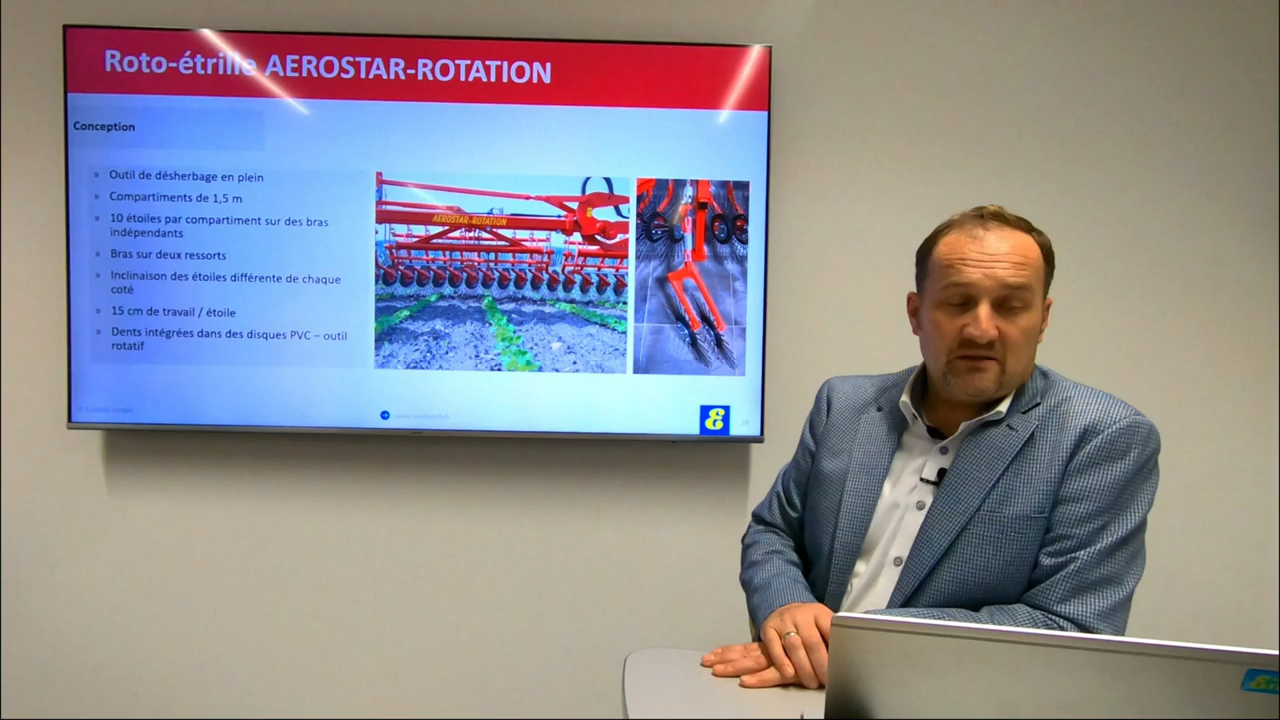 Roto-étrille AEROSTAR-ROTATION
Conception
» Outil de désherbage en plein
» Compartiments de 1,5 m
» 10 étoiles par compartiment sur des bras
indépendants
» Bras sur deux ressorts
» Inclinaison des étoiles différente de chaque
coté
» 15 cm de travail / étoile
» Dents intégrées dans des disques PVC – outil
rotatif
AEROSTAR-ROTATION